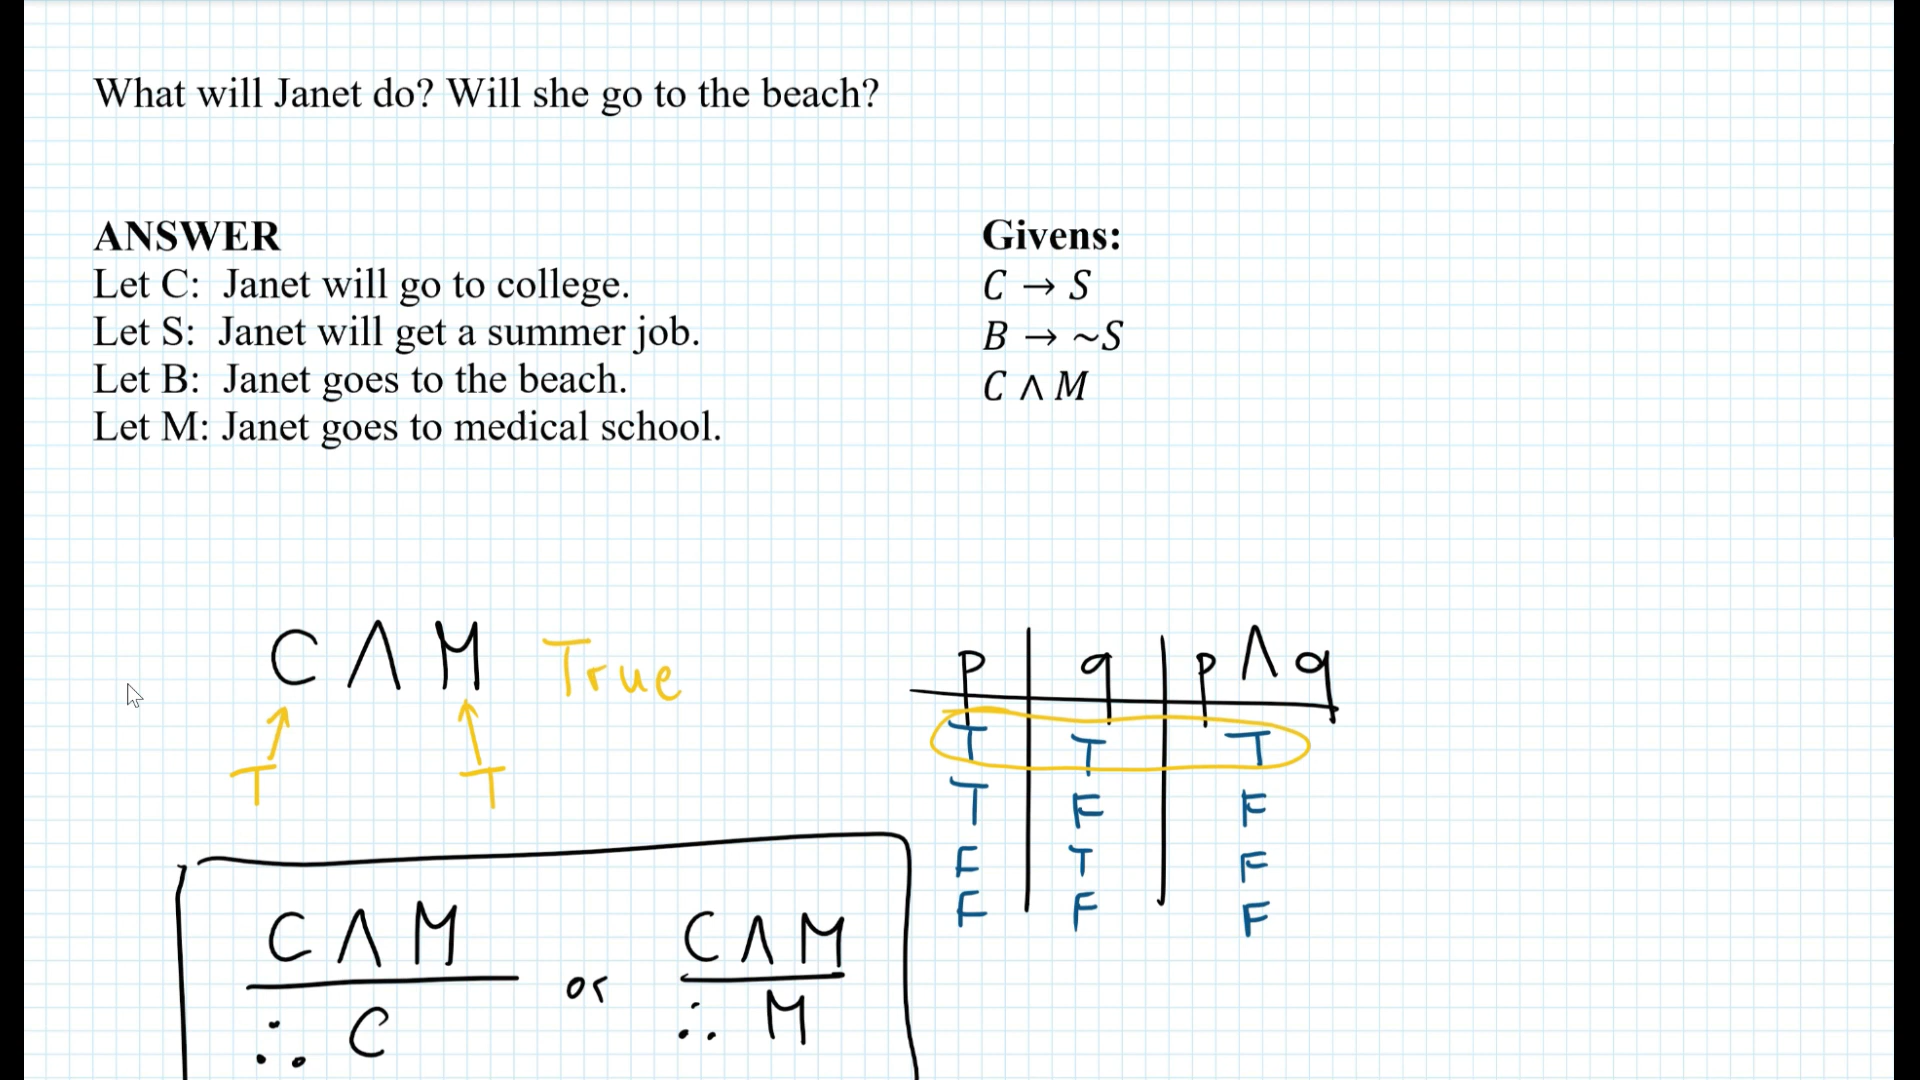 What will Janet do? Will she go to the beach?
ANSWER
Let C: Janet will go to college.
Let S: Janet will get a summer job.
Let B: Janet goes to the beach.
Let M: Janet goes to medical school.
Givens:
C → S
B → ~S
C ∧ M
C ∧ M True
T T
C ∧ M or C ∧ M
∴ C ∴ M
p q p ∧ q
T T T
T F F
F T F
F F F